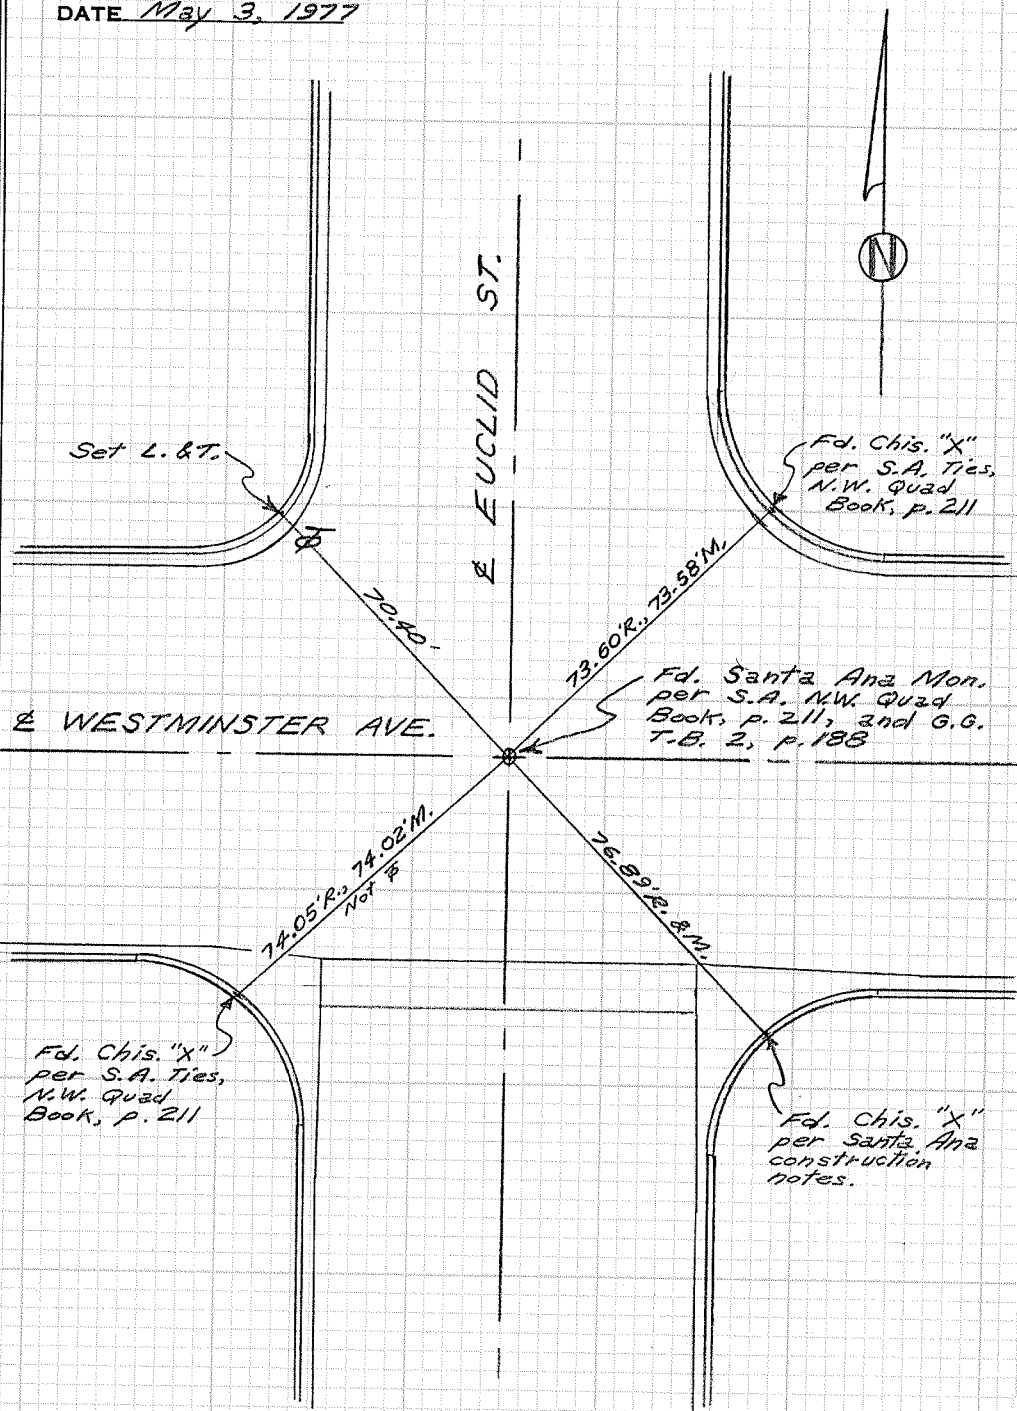 DATE May 3, 1977
N
℄ EUCLID ST.
Set L. & T.
Fd. Chis. "X"
per S.A. Ties,
N.W. Quad
Book, p. 211
70.40
73.60'R., 73.58'M.
Fd. Santa Ana Mon.
per S.A. N.W. Quad
Book, p. 211, and G.G.
T.B. 2, p. 188
℄ WESTMINSTER AVE.
74.05'R., 74.02'M.
Not
76.89'R. & M.
Fd. Chis. "X"
per S.A. Ties,
N.W. Quad
Book, p. 211
Fd. Chis. "X"
per Santa Ana
construction
notes.